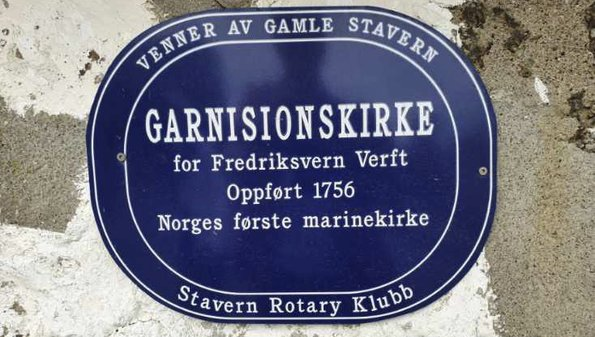 VENNER AV GAMLE STAVERN
GARNISIONSKIRKE
for Fredriksvern Verft
Oppført 1756
Norges første marinekirke
Stavern Rotary Klubb